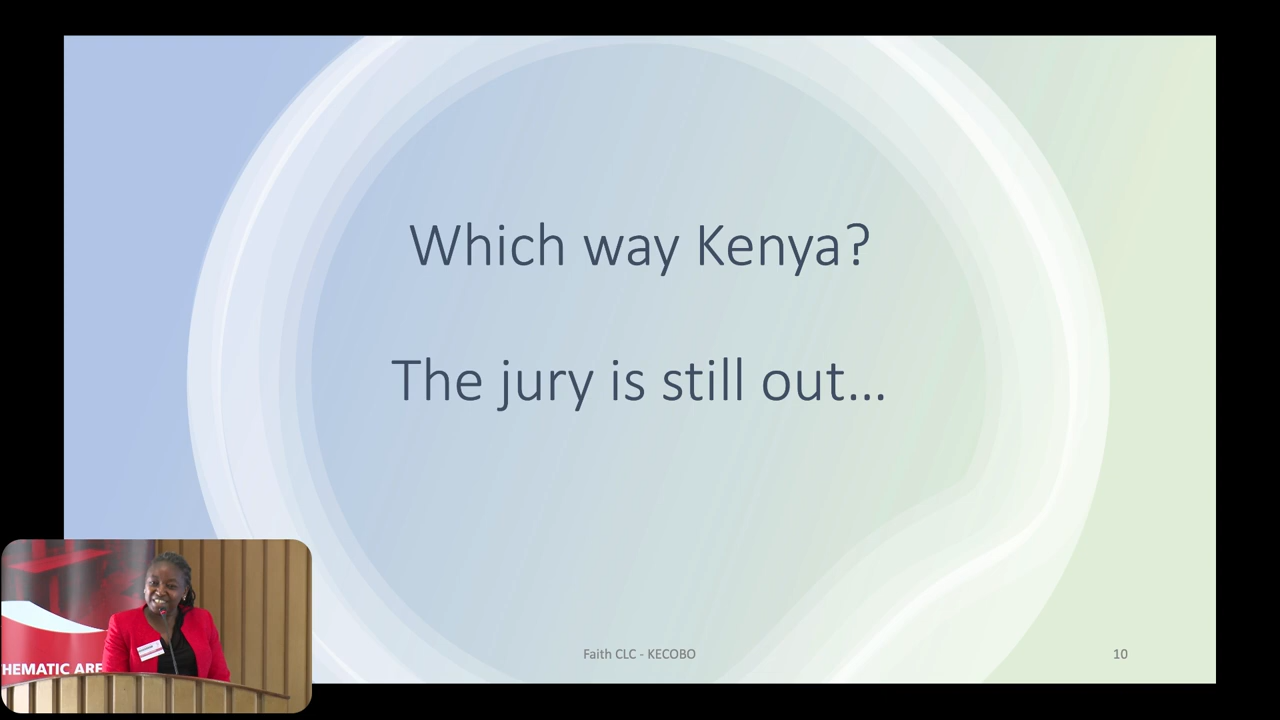 Which way Kenya?
The jury is still out...
Faith CLC - KECOBO
10
HEMATIC ARE